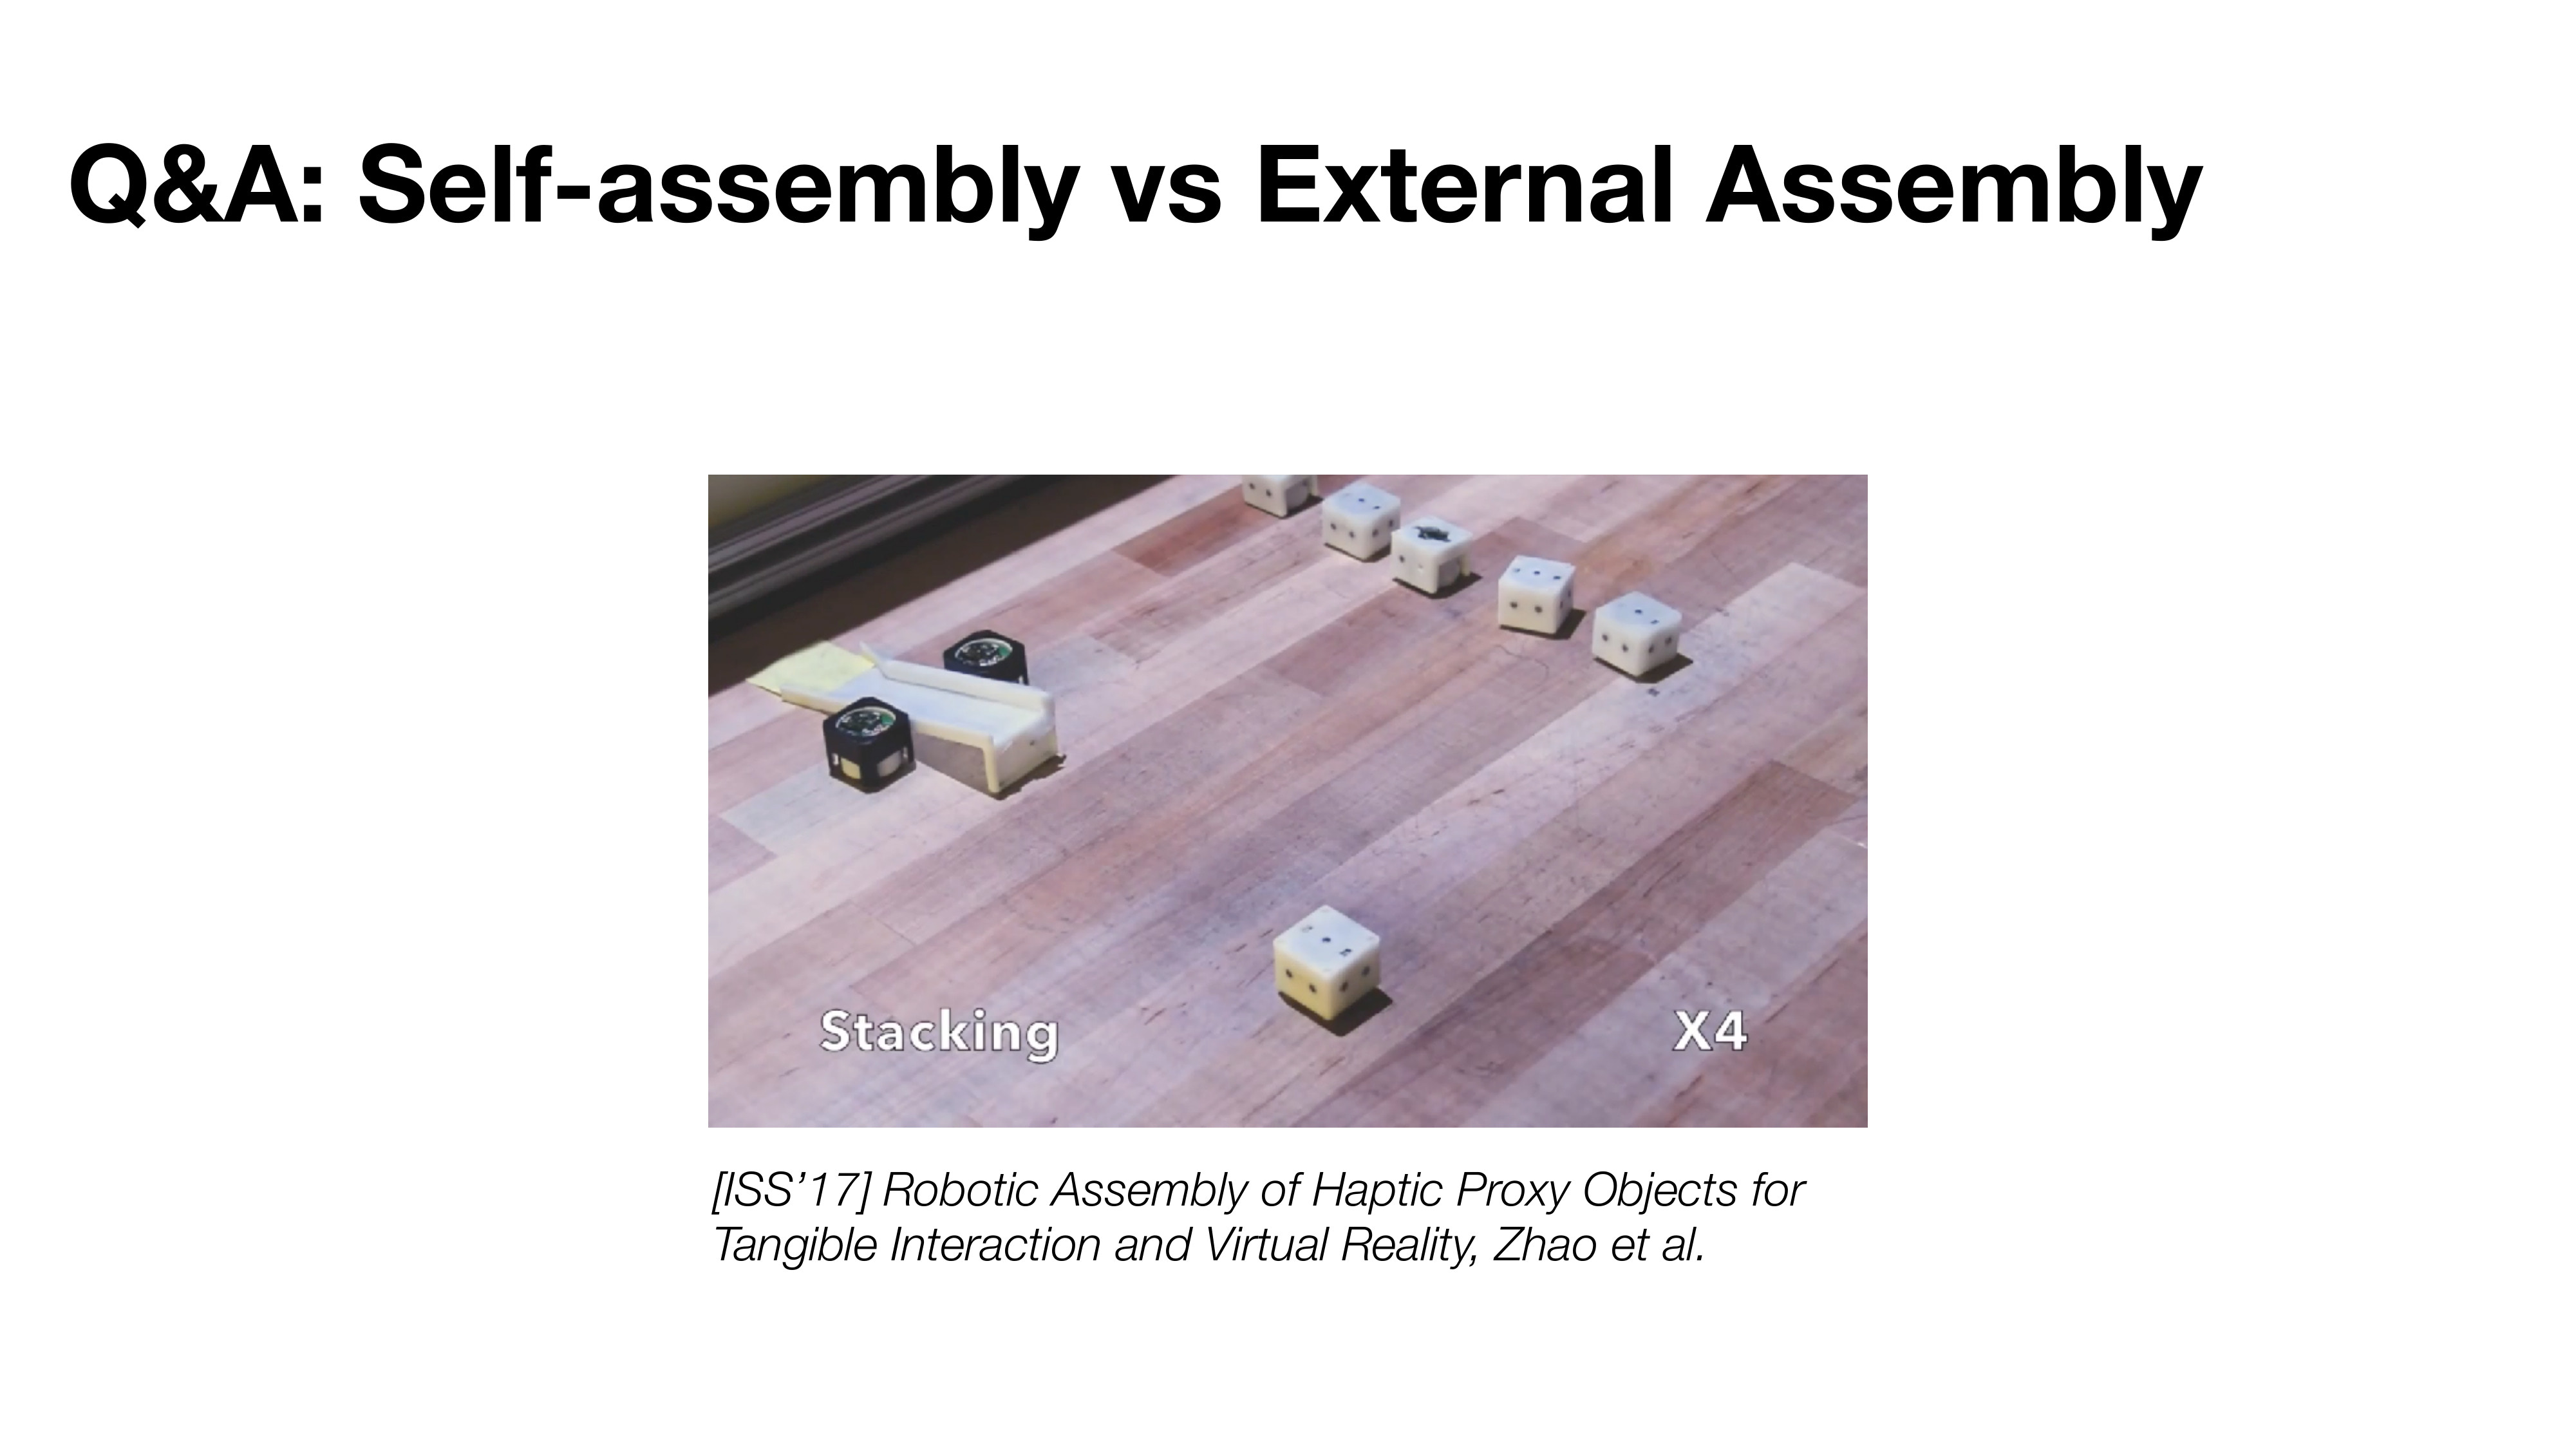 Q&A: Self-assembly vs External Assembly
Stacking
X4
[ISS’17] Robotic Assembly of Haptic Proxy Objects for
Tangible Interaction and Virtual Reality, Zhao et al.